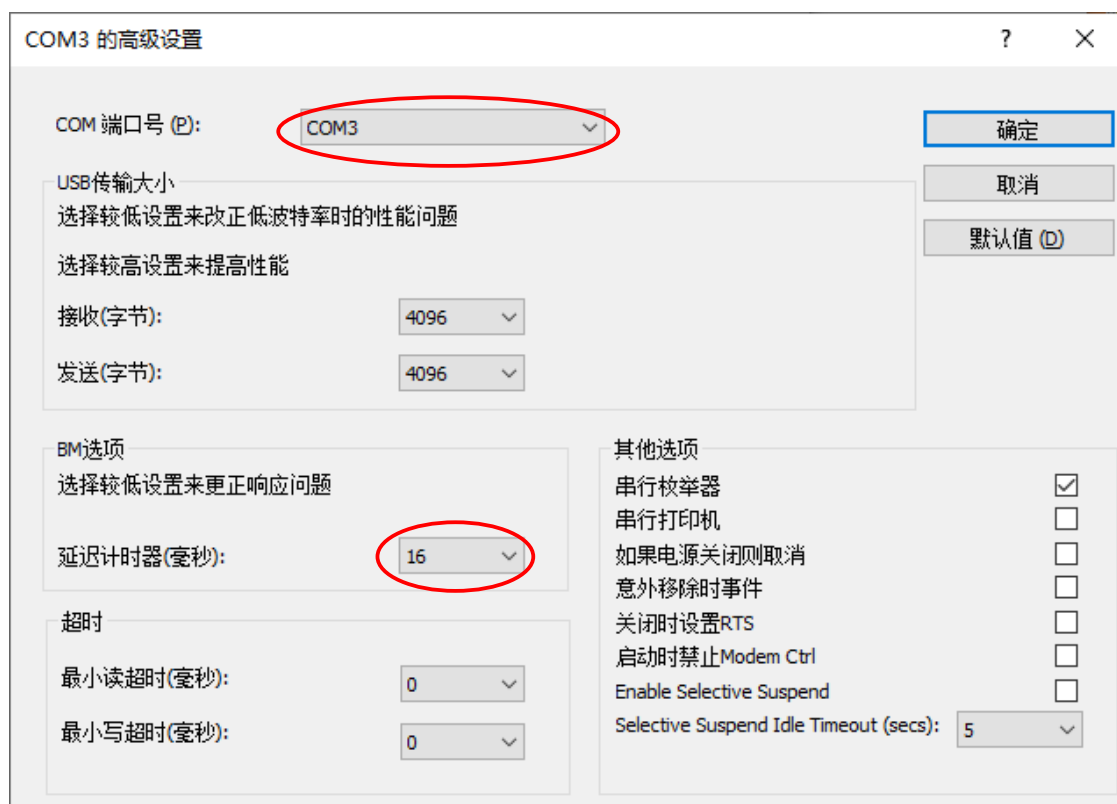 COM3 的高级设置
?
COM 端口号 (P):
COM3
确定
取消
默认值 (D)
USB传输大小
选择较低设置来改正低波特率时的性能问题
选择较高设置来提高性能
接收(字节):
4096
发送(字节):
4096
BM选项
选择较低设置来更正响应问题
延迟计时器(毫秒):
16
超时
最小读超时(毫秒):
0
最小写超时(毫秒):
0
其他选项
串行枚举器
串行打印机
如果电源关闭则取消
意外移除时事件
关闭时设置RTS
启动时禁止Modem Ctrl
Enable Selective Suspend
Selective Suspend Idle Timeout (secs):
5